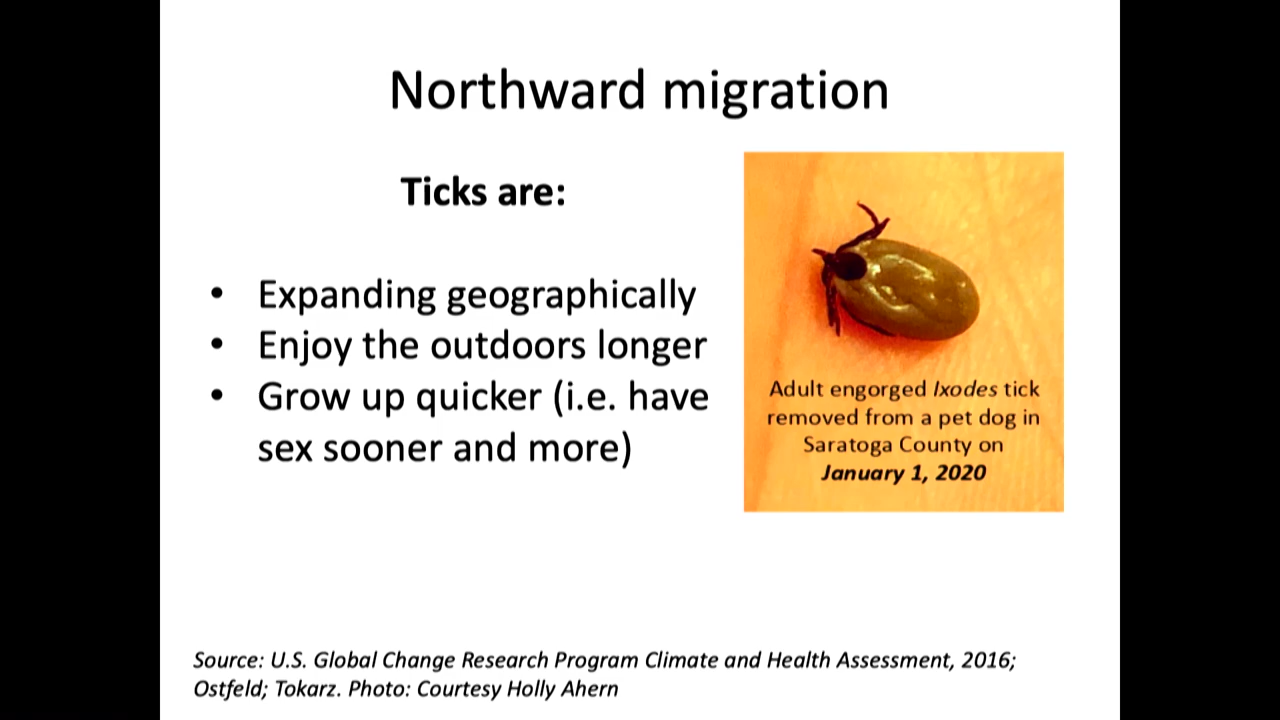 Northward migration
Ticks are:
• Expanding geographically
• Enjoy the outdoors longer
• Grow up quicker (i.e. have
sex sooner and more)
Adult engorged Ixodes tick
removed from a pet dog in
Saratoga County on
January 1, 2020
Source: U.S. Global Change Research Program Climate and Health Assessment, 2016;
Ostfeld; Tokarz. Photo: Courtesy Holly Ahern